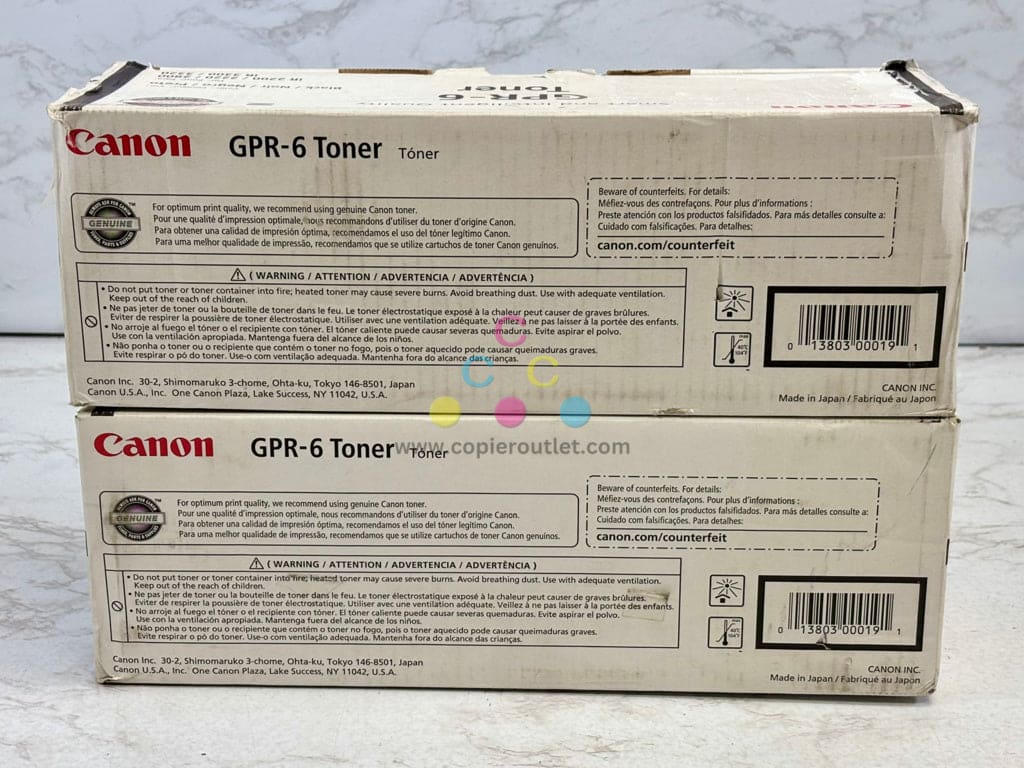 IR 2200 / 2220 / 2800
IR 3300 / 3320
Black / Noir / Negro / Preto
GPR-6
Toner
Smart and Intelligent Quality
Canon
Canon GPR-6 Toner Tóner
GENUINE
For optimum print quality, we recommend using genuine Canon toner.
Pour une qualité d'impression optimale, nous recommandons d'utiliser du toner d'origine Canon.
Para obtener una calidad de impresión óptima, recomendamos el uso del tóner legítimo Canon.
Para uma melhor qualidade de impressão, recomendamos que se utilize cartuchos de toner Canon genuínos.
Beware of counterfeits. For details:
Méfiez-vous des contrefaçons. Pour plus d'informations :
Preste atención con los productos falsificados. Para más detalles consulte a:
Cuidado com falsificações. Para detalhes:
canon.com/counterfeit
( WARNING / ATTENTION / ADVERTENCIA / ADVERTÊNCIA )
• Do not put toner or toner container into fire; heated toner may cause severe burns. Avoid breathing dust. Use with adequate ventilation.
Keep out of the reach of children.
• Ne pas jeter de toner ou la bouteille de toner dans le feu. Le toner électrostatique exposé à la chaleur peut causer de graves brûlures.
Eviter de respirer la poussière de toner électrostatique. Utiliser avec une ventilation adéquate. Veillez à ne pas laisser à la portée des enfants.
• No arroje al fuego el tóner o el recipiente con tóner. El tóner caliente puede causar severas quemaduras. Evite aspirar el polvo.
Use con la ventilación apropiada. Mantenga fuera del alcance de los niños.
• Não ponha o toner ou o recipiente que contém o toner no fogo, pois o toner aquecido pode causar queimaduras graves.
Evite respirar o pó do toner. Use-o com ventilação adequada. Mantenha fora do alcance das crianças.
max
40°C
104°F
0 13803 00019 1
Canon Inc. 30-2, Shimomaruko 3-chome, Ohta-ku, Tokyo 146-8501, Japan
Canon U.S.A., Inc. One Canon Plaza, Lake Success, NY 11042, U.S.A.
CANON INC.
Made in Japan / Fabriqué au Japon
C
C C
www.copieroutlet.com
Canon GPR-6 Toner Tóner
GENUINE
For optimum print quality, we recommend using genuine Canon toner.
Pour une qualité d'impression optimale, nous recommandons d'utiliser du toner d'origine Canon.
Para obtener una calidad de impresión óptima, recomendamos el uso del tóner legítimo Canon.
Para uma melhor qualidade de impressão, recomendamos que se utilize cartuchos de toner Canon genuínos.
Beware of counterfeits. For details:
Méfiez-vous des contrefaçons. Pour plus d'informations :
Preste atención con los productos falsificados. Para más detalles consulte a:
Cuidado com falsificações. Para detalhes:
canon.com/counterfeit
( WARNING / ATTENTION / ADVERTENCIA / ADVERTÊNCIA )
• Do not put toner or toner container into fire; heated toner may cause severe burns. Avoid breathing dust. Use with adequate ventilation.
Keep out of the reach of children.
• Ne pas jeter de toner ou la bouteille de toner dans le feu. Le toner électrostatique exposé à la chaleur peut causer de graves brûlures.
Eviter de respirer la poussière de toner électrostatique. Utiliser avec une ventilation adéquate. Veillez à ne pas laisser à la portée des enfants.
• No arroje al fuego el tóner o el recipiente con tóner. El tóner caliente puede causar severas quemaduras. Evite aspirar el polvo.
Use con la ventilación apropiada. Mantenga fuera del alcance de los niños.
• Não ponha o toner ou o recipiente que contém o toner no fogo, pois o toner aquecido pode causar queimaduras graves.
Evite respirar o pó do toner. Use-o com ventilação adequada. Mantenha fora do alcance das crianças.
max
40°C
104°F
0 13803 00019 1
Canon Inc. 30-2, Shimomaruko 3-chome, Ohta-ku, Tokyo 146-8501, Japan
Canon U.S.A., Inc. One Canon Plaza, Lake Success, NY 11042, U.S.A.
CANON INC.
Made in Japan / Fabriqué au Japon